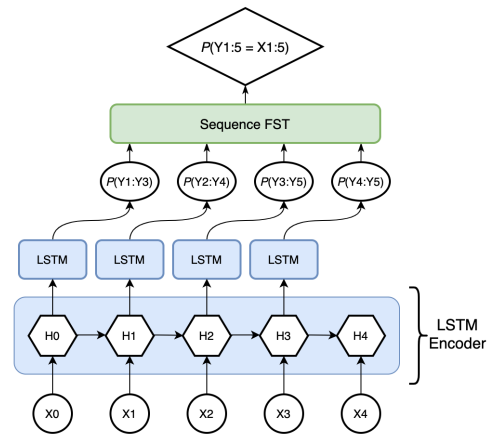 P(Y1:5 = X1:5)
Sequence FST
P(Y1:Y3) P(Y2:Y4) P(Y3:Y5) P(Y4:Y5)
LSTM LSTM LSTM LSTM
H0 H1 H2 H3 H4
LSTM
Encoder
X0 X1 X2 X3 X4